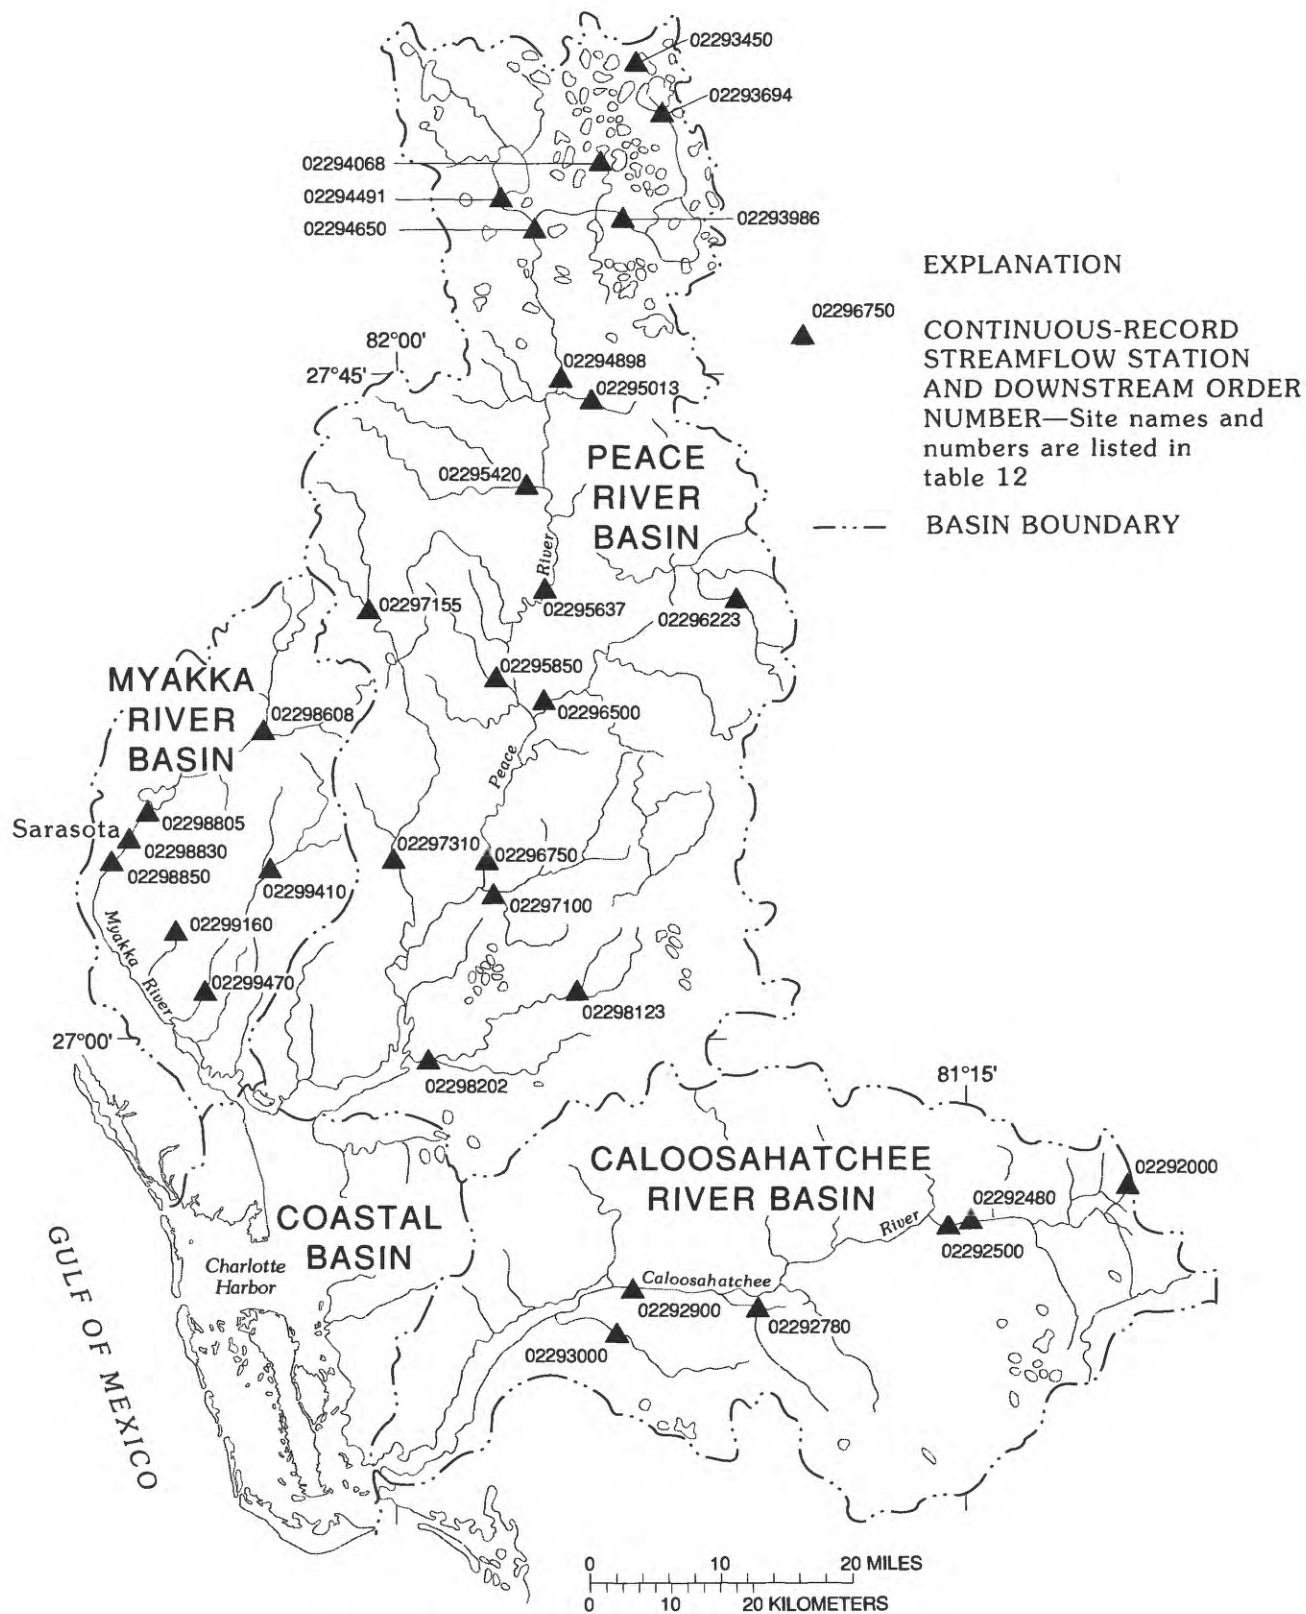 02293450
02293694
02294068
02294491
02293986
02294650
EXPLANATION
02296750
CONTINUOUS-RECORD
STREAMFLOW STATION
AND DOWNSTREAM ORDER
NUMBER—Site names and
numbers are listed in
table 12
BASIN BOUNDARY
82°00'
27°45'
02294898
02295013
PEACE
RIVER
BASIN
02295420
River
02297155
02295637
02296223
MYAKKA
RIVER
BASIN
02295850
02296500
02298608
Peace
Sarasota
02298805
02298830
02298850
02297310
02296750
02299410
02297100
02299160
Myakka River
02299470
02298123
27°00'
02298202
81°15'
CALOOSAHATCHEE
RIVER BASIN
02292000
02292480
River
02292500
COASTAL
BASIN
Charlotte
Harbor
Caloosahatchee
02292900
02292780
02293000
GULF OF MEXICO
0 10 20 MILES
0 10 20 KILOMETERS